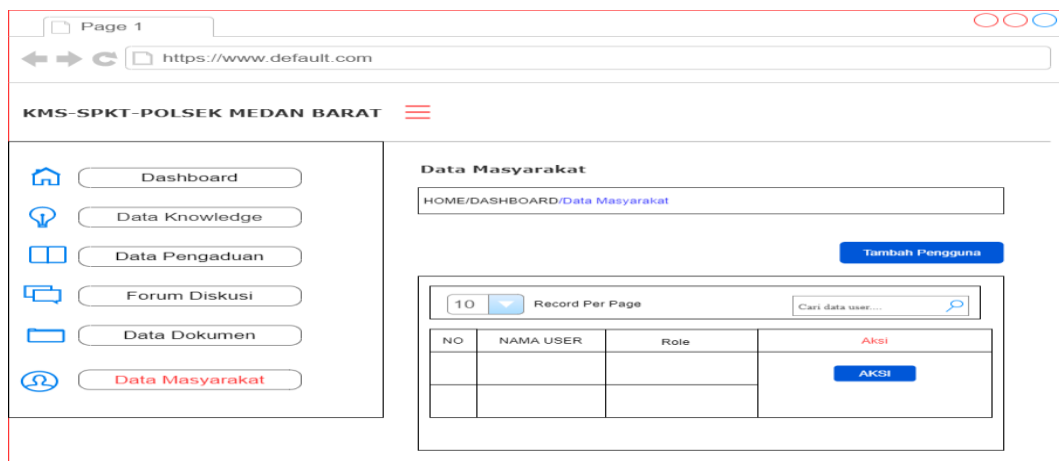 Page 1
https://www.default.com
KMS-SPKT-POLSEK MEDAN BARAT
Dashboard
Data Knowledge
Data Pengaduan
Forum Diskusi
Data Dokumen
Data Masyarakat
Data Masyarakat
HOME/DASHBOARD/Data Masyarakat
Tambah Pengguna
10 Record Per Page Cari data user....
NO NAMA USER Role Aksi
AKSI